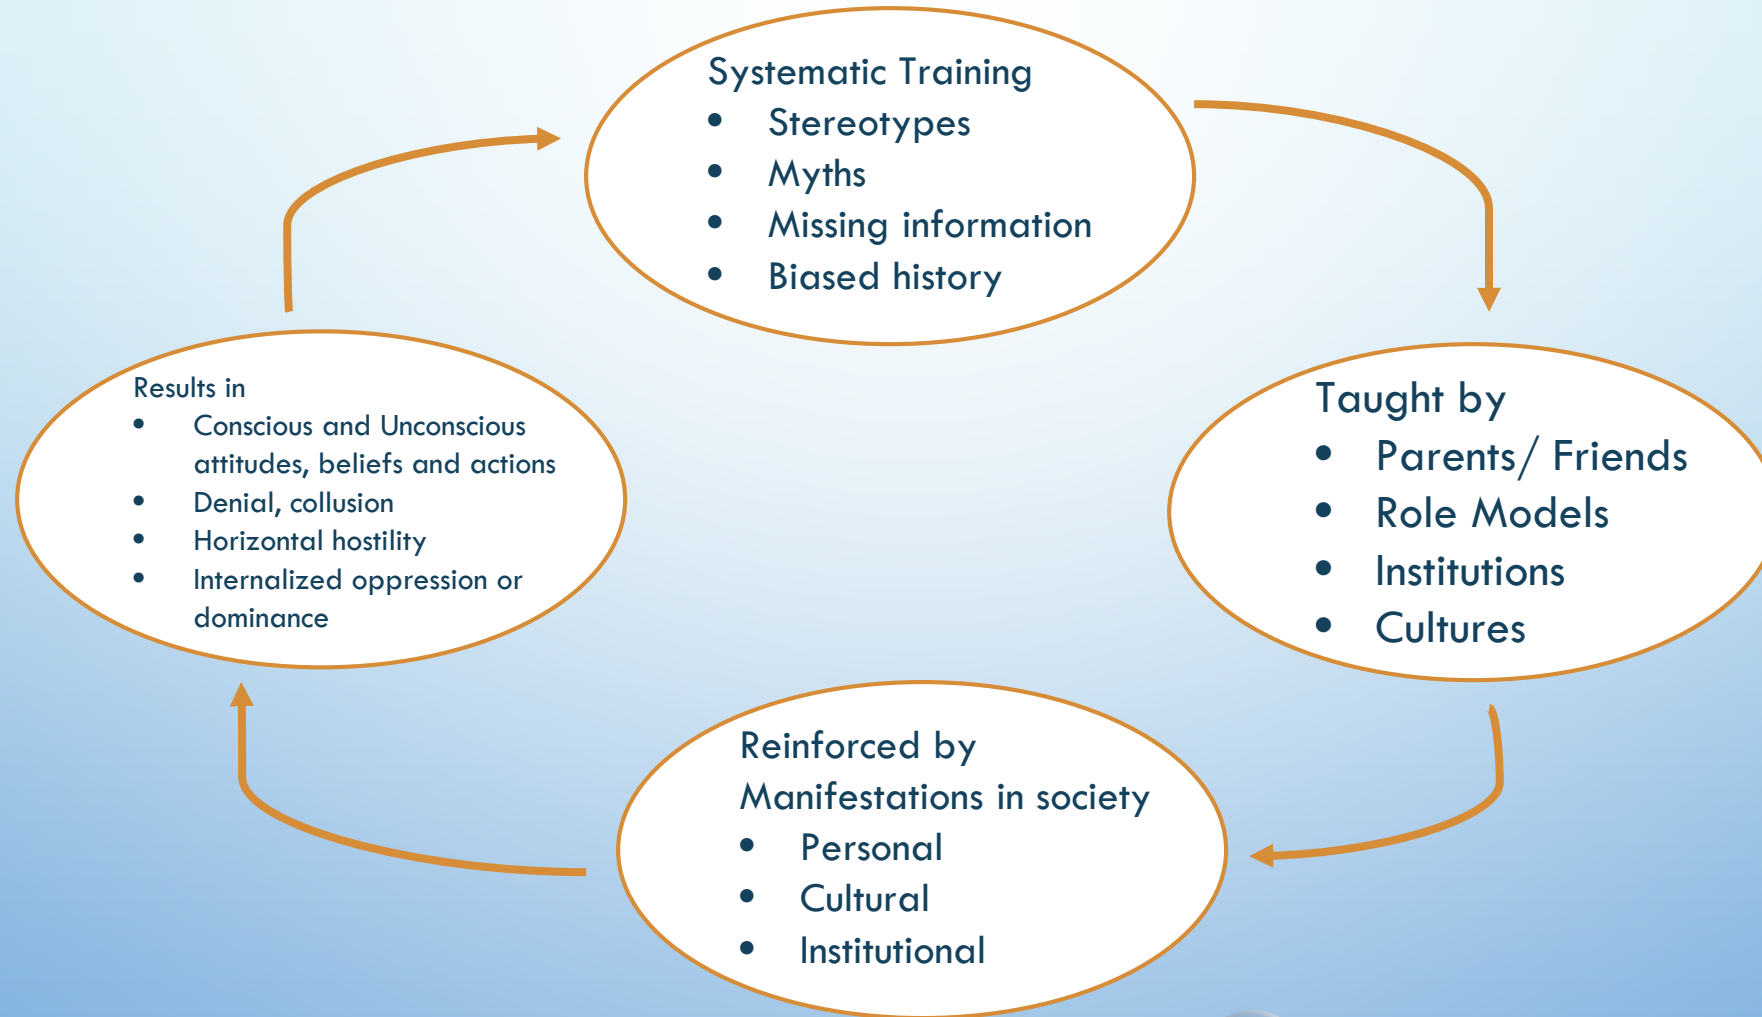 Systematic Training
• Stereotypes
• Myths
• Missing information
• Biased history
Taught by
• Parents/ Friends
• Role Models
• Institutions
• Cultures
Reinforced by
Manifestations in society
• Personal
• Cultural
• Institutional
Results in
• Conscious and Unconscious
attitudes, beliefs and actions
• Denial, collusion
• Horizontal hostility
• Internalized oppression or
dominance